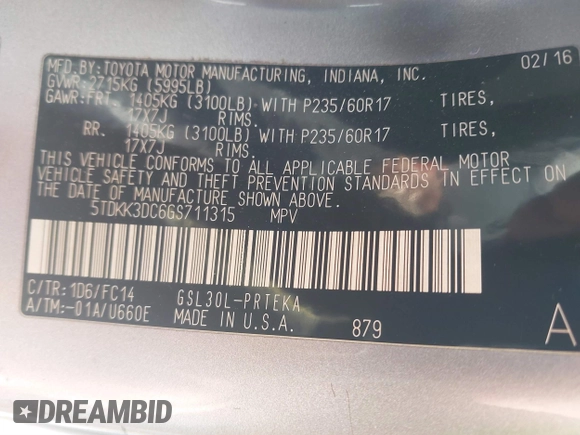 MFD.BY:TOYOTA MOTOR MANUFACTURING, INDIANA, INC. 02/16
GVWR:2715KG (5995LB)
GAWR:FRT. 1405KG (3100LB) WITH P235/60R17 TIRES,
17X7J RIMS.
RR. 1405KG (3100LB) WITH P235/60R17 TIRES,
17X7J RIMS.
THIS VEHICLE CONFORMS TO ALL APPLICABLE FEDERAL MOTOR
VEHICLE SAFETY AND THEFT PREVENTION STANDARDS IN EFFECT ON
THE DATE OF MANUFACTURE SHOWN ABOVE.
5TDKK3DC6GS711315 MPV
C/TR:1D6/FC14 GSL30L-PRTEKA
A/TM:-01A/U660E MADE IN U.S.A. 879 A
DREAMBID